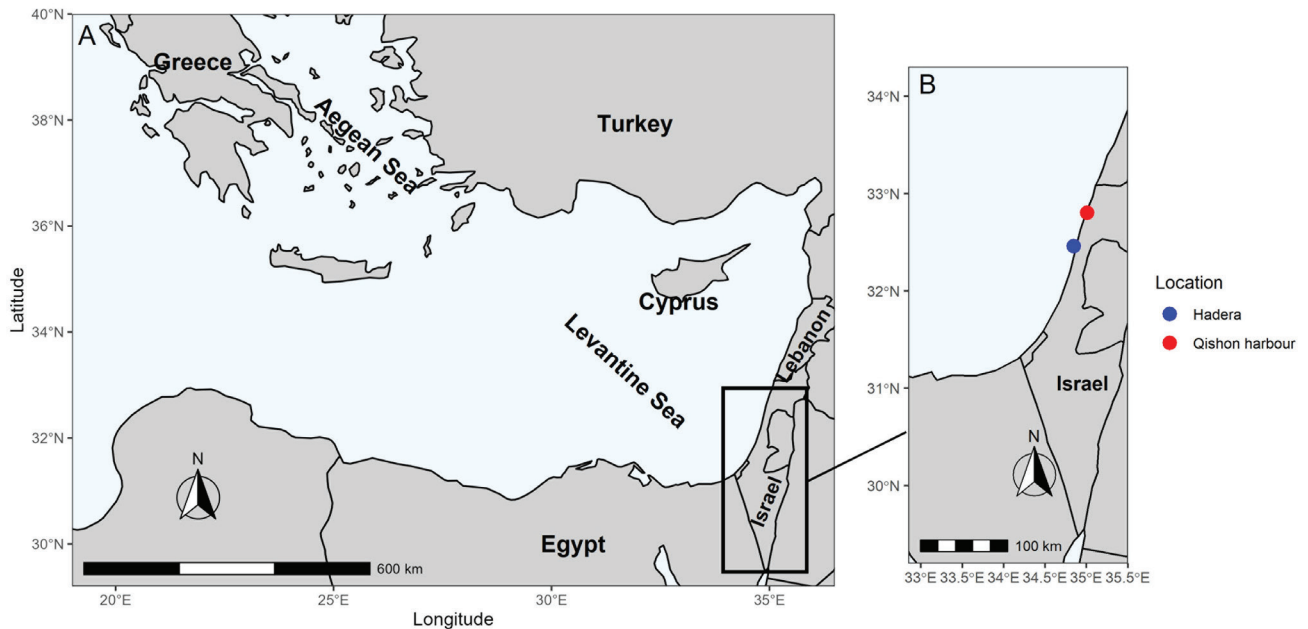 A
40°N
38°N
36°N
34°N
32°N
30°N
Latitude
Greece
Aegean Sea
Turkey
Cyprus
Levantine Sea
Lebanon
Israel
Egypt
N
600 km
20°E
25°E
30°E
35°E
Longitude
B
34°N
33°N
32°N
31°N
30°N
Israel
N
100 km
33°E
33.5°E
34°E
34.5°E
35°E
35.5°E
Location
Hadera
Qishon harbour